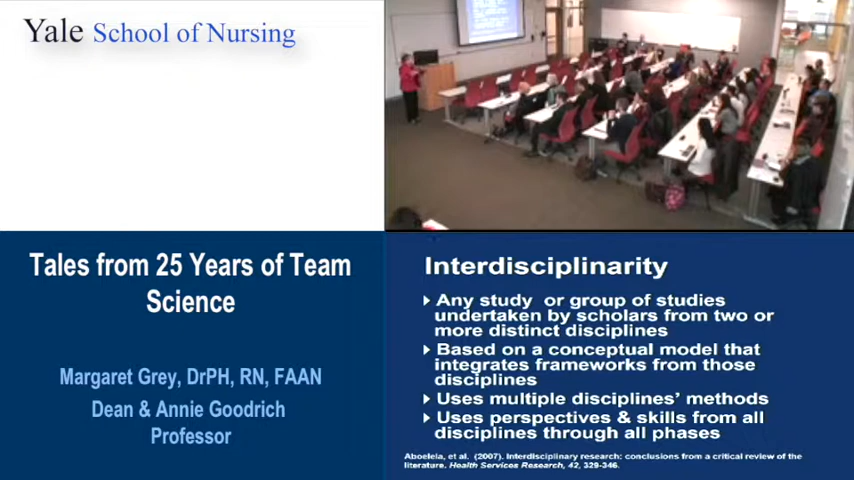 Yale School of Nursing
Tales from 25 Years of Team
Science
Margaret Grey, DrPH, RN, FAAN
Dean & Annie Goodrich
Professor
Interdisciplinarity
Any study or group of studies
undertaken by scholars from two or
more distinct disciplines
Based on a conceptual model that
integrates frameworks from those
disciplines
Uses multiple disciplines' methods
Uses perspectives & skills from all
disciplines through all phases
Aboelela, et al. (2007). Interdisciplinary research: conclusions from a critical review of the
literature. Health Services Research, 42, 329-346.